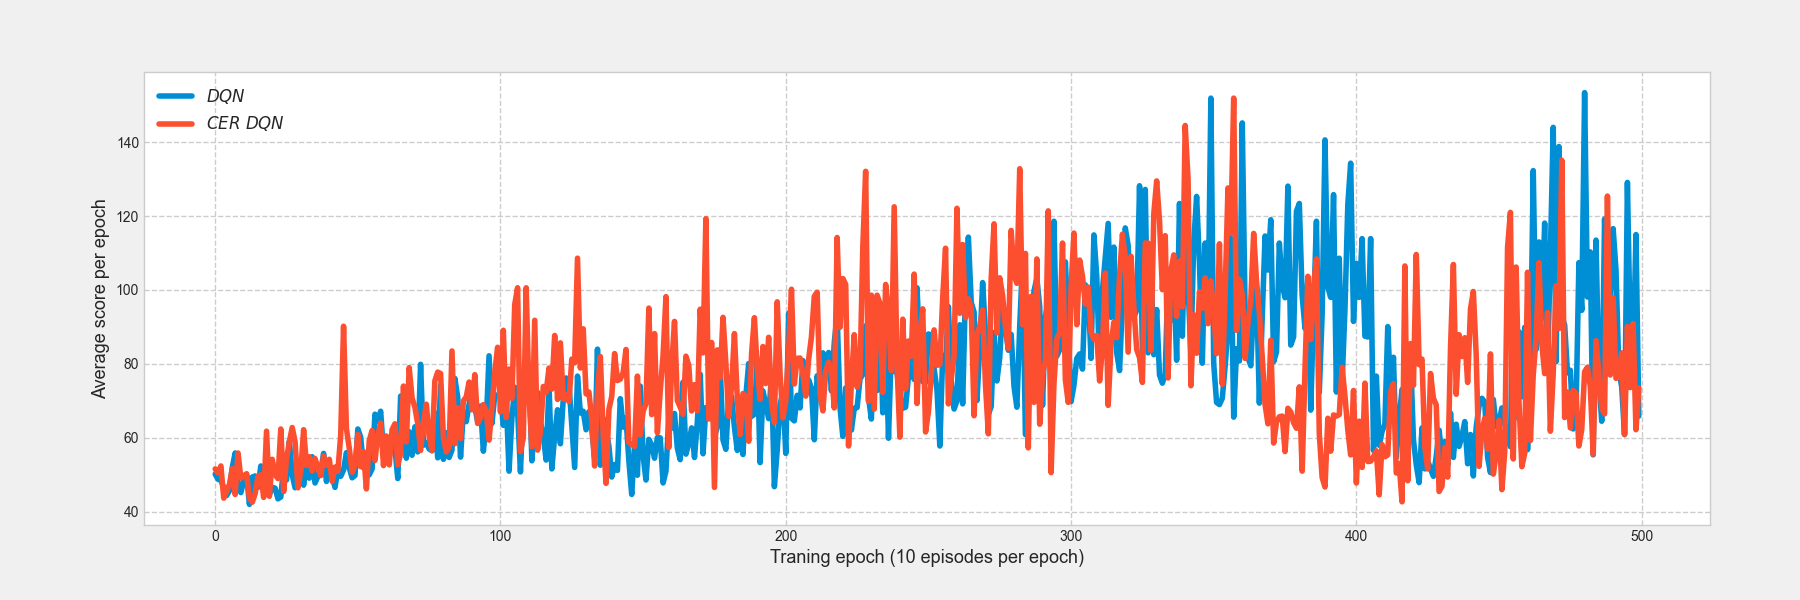 DQN
CER DQN
140
120
100
80
60
40
0 100 200 300 400 500
Average score per epoch
Traning epoch (10 episodes per epoch)